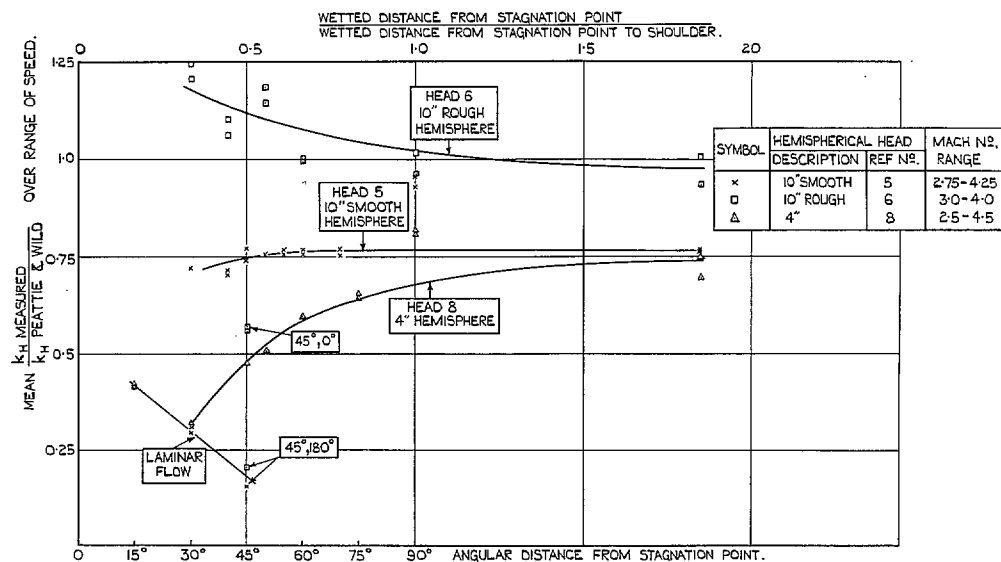 WETTED DISTANCE FROM STAGNATION POINT
WETTED DISTANCE FROM STAGNATION POINT TO SHOULDER.
0 0·5 1·0 1·5 2·0
MEAN kH MEASURED OVER RANGE OF SPEED.
kH PEATTIE & WILD
1·25
1·0
0·75
0·5
0·25
HEAD 6
10" ROUGH
HEMISPHERE
HEAD 5
10" SMOOTH
HEMISPHERE
HEAD 8
4" HEMISPHERE
45°,0°
45°,180°
LAMINAR
FLOW
SYMBOL HEMISPHERICAL HEAD MACH Nº.
DESCRIPTION REF Nº. RANGE
× 10" SMOOTH 5 2·75-4·25
□ 10" ROUGH 6 3·0-4·0
△ 4" 8 2·5-4·5
0 15° 30° 45° 60° 75° 90° ANGULAR DISTANCE FROM STAGNATION POINT.